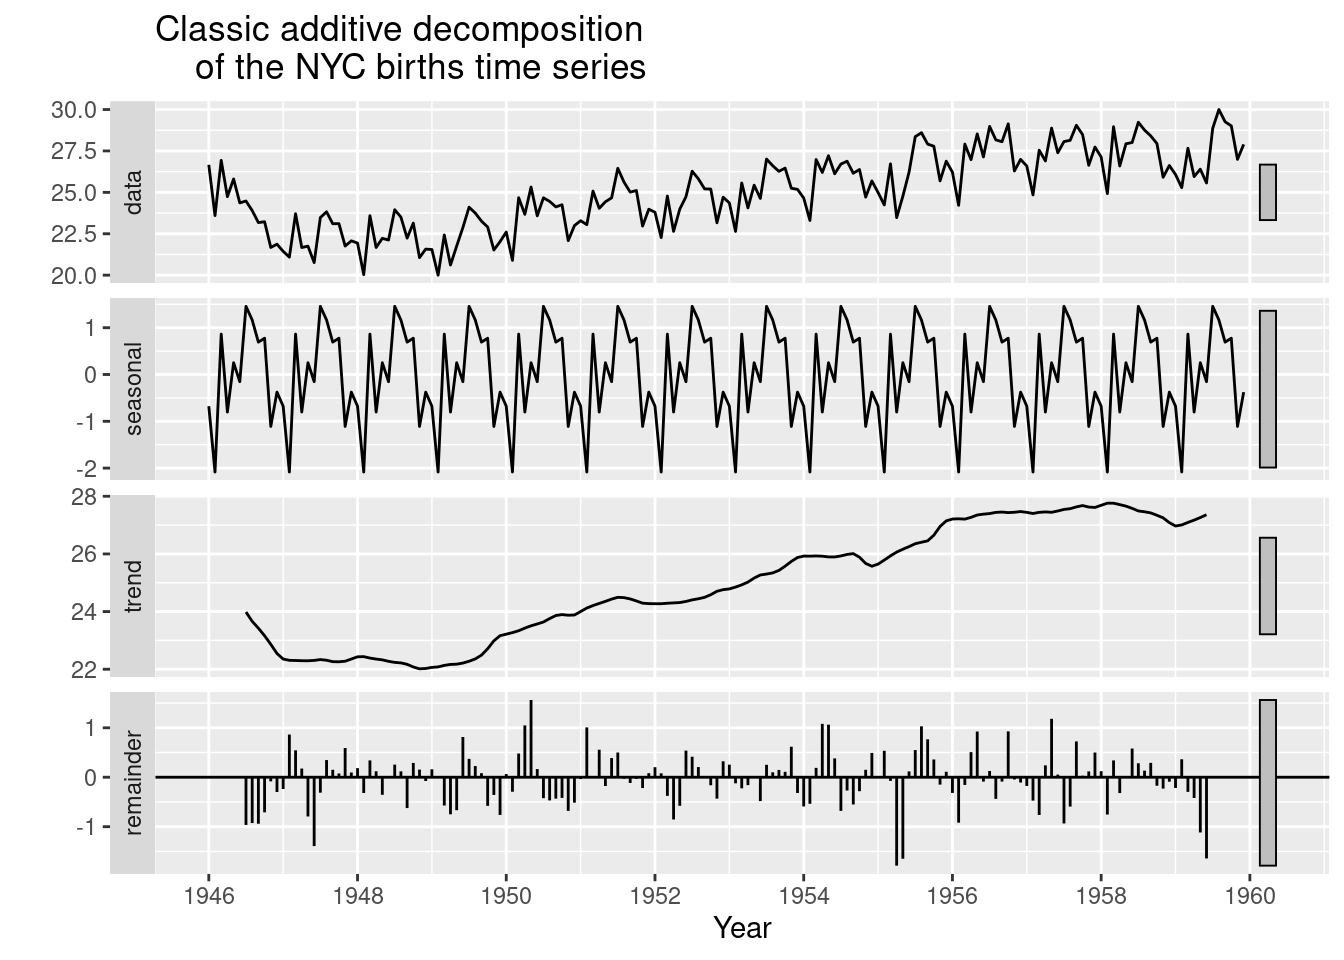 Classic additive decomposition
of the NYC births time series
30.0
27.5
25.0
22.5
20.0
data
1
0
-1
-2
seasonal
28
26
24
22
trend
1
0
-1
remainder
1946 1948 1950 1952 1954 1956 1958 1960
Year